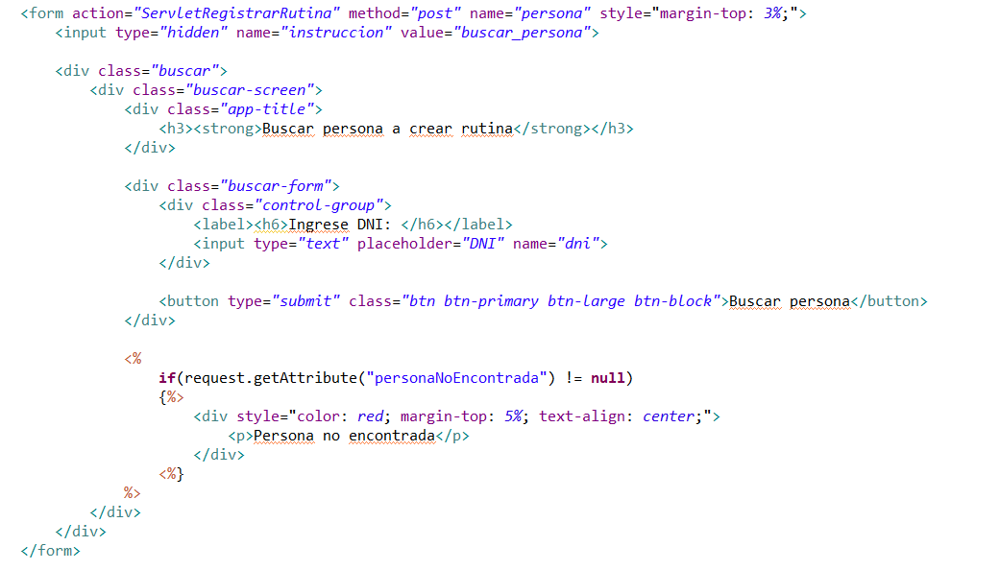 <form action="ServletRegistrarRutina" method="post" name="persona" style="margin-top: 3%;">
<input type="hidden" name="instruccion" value="buscar_persona">
<div class="buscar">
<div class="buscar-screen">
<div class="app-title">
<h3><strong>Buscar persona a crear rutina</strong></h3>
</div>
<div class="buscar-form">
<div class="control-group">
<label><h6>Ingrese DNI: </h6></label>
<input type="text" placeholder="DNI" name="dni">
</div>
<button type="submit" class="btn btn-primary btn-large btn-block">Buscar persona</button>
</div>
<%
if(request.getAttribute("personaNoEncontrada") != null)
{%>
<div style="color: red; margin-top: 5%; text-align: center;">
<p>Persona no encontrada</p>
</div>
<%}
%>
</div>
</div>
</form>